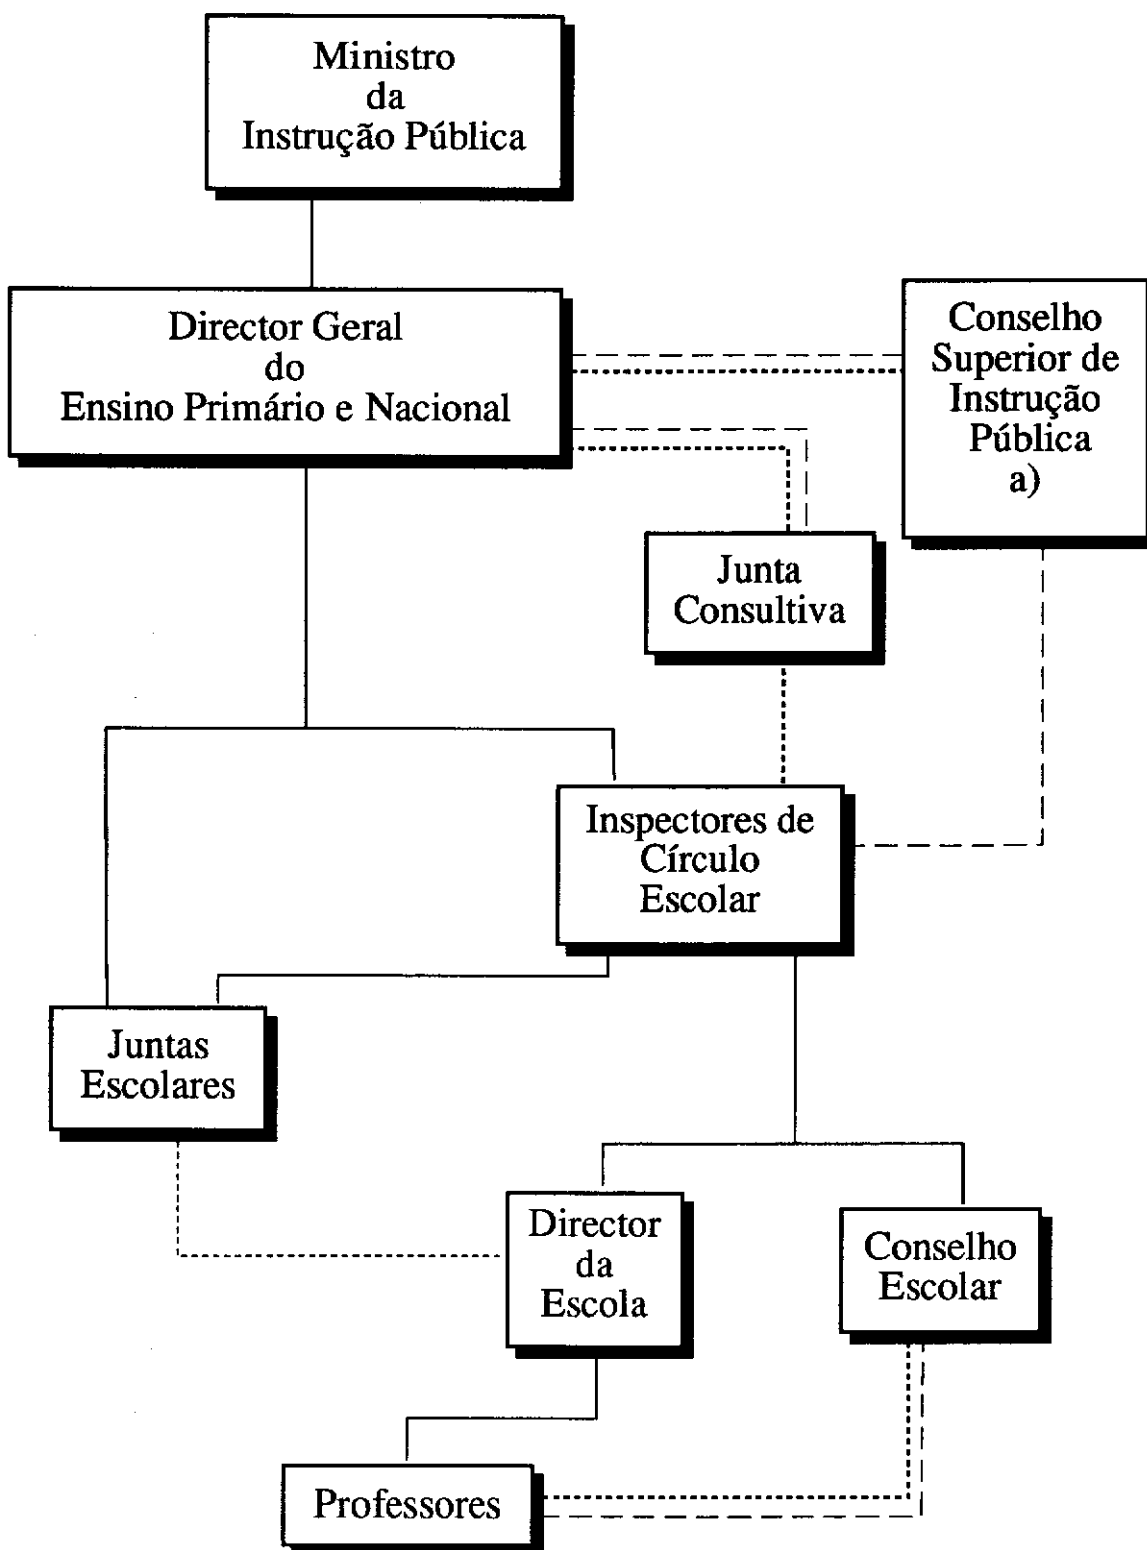 Ministro
da
Instrução Pública
Director Geral
do
Ensino Primário e Nacional
Conselho
Superior de
Instrução
Pública
a)
Junta
Consultiva
Inspectores de
Círculo
Escolar
Juntas
Escolares
Director
da
Escola
Conselho
Escolar
Professores